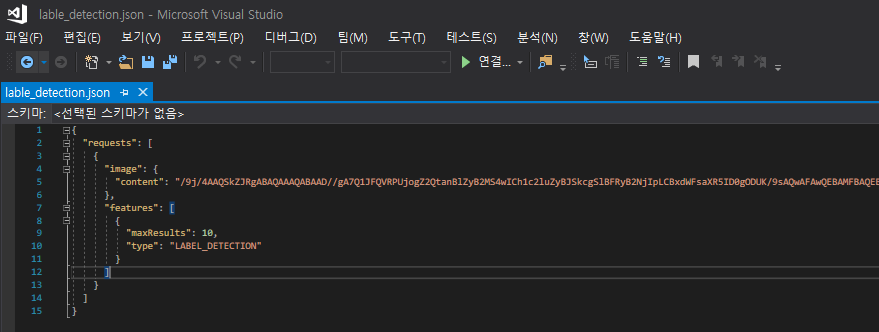 lable_detection.json - Microsoft Visual Studio
파일(F) 편집(E) 보기(V) 프로젝트(P) 디버그(D) 팀(M) 도구(T) 테스트(S) 분석(N) 창(W) 도움말(H)
연결...
lable_detection.json
스키마: <선택된 스키마가 없음>
1 {
2 "requests": [
3 {
4 "image": {
5 "content": "/9j/4AAQSkZJRgABAQAAAQABAAD//gA7Q1JFQVRPUjogZ2QtanBlZyB2MS4wICh1c2luZyBJSkcgSlBFRyB2NjIpLCBxdWFsaXR5ID0gODUK/9sAQwAFAwQEBAMFBAQEB
6 },
7 "features": [
8 {
9 "maxResults": 10,
10 "type": "LABEL_DETECTION"
11 }
12 ]
13 }
14 ]
15 }